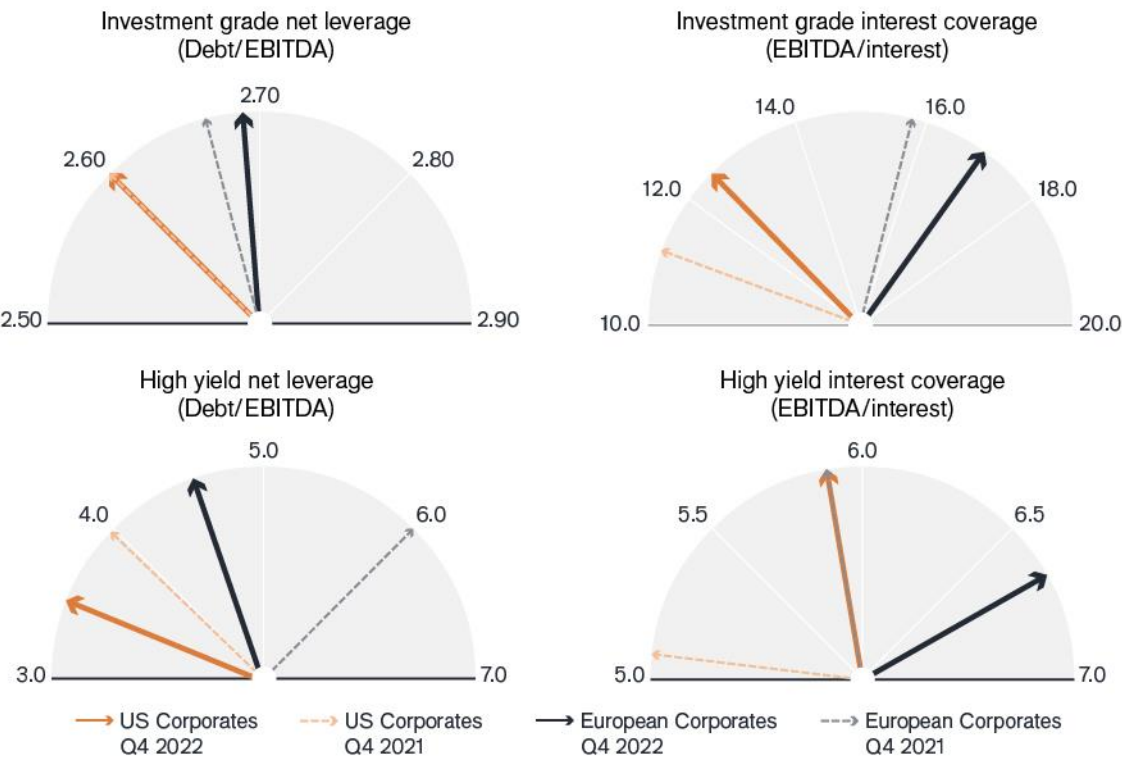 Investment grade net leverage
(Debt/EBITDA)
2.70
2.60
2.80
2.50
2.90
Investment grade interest coverage
(EBITDA/interest)
14.0
16.0
12.0
18.0
10.0
20.0
High yield net leverage
(Debt/EBITDA)
5.0
4.0
6.0
3.0
7.0
High yield interest coverage
(EBITDA/interest)
6.0
5.5
6.5
5.0
7.0
US Corporates
Q4 2022
US Corporates
Q4 2021
European Corporates
Q4 2022
European Corporates
Q4 2021